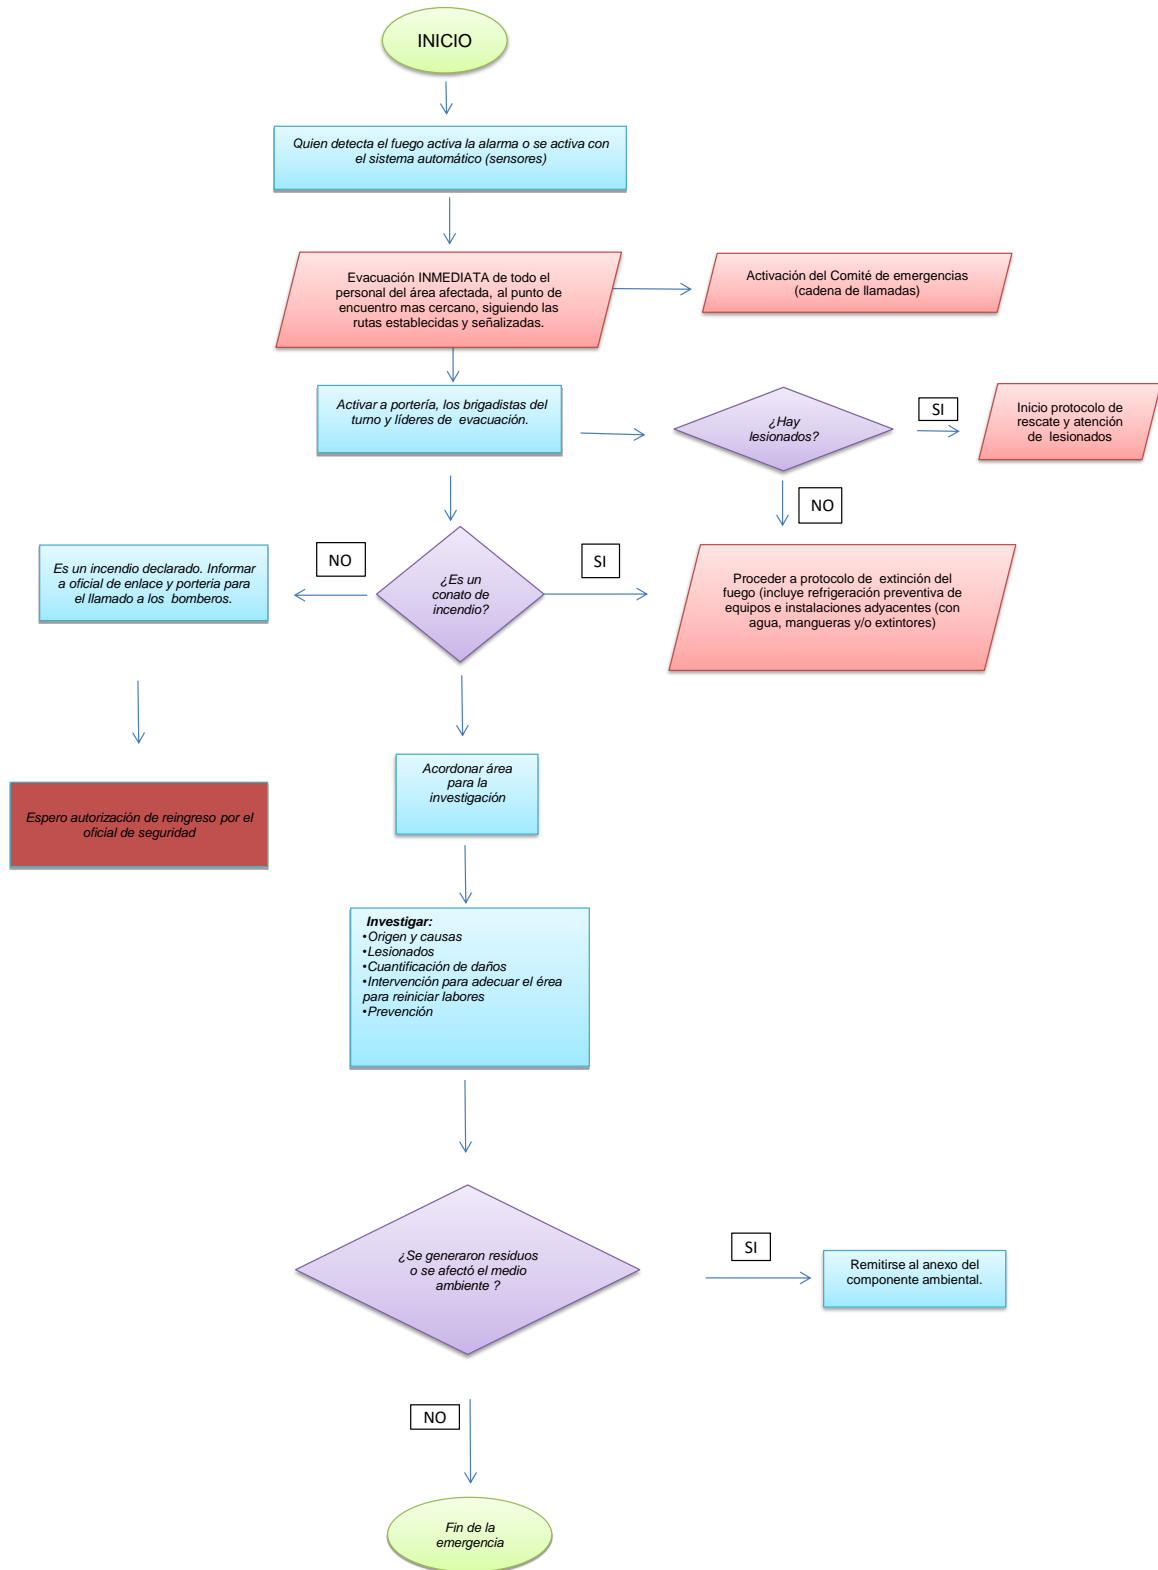 INICIO
Quien detecta el fuego activa la alarma o se activa con
el sistema automático (sensores)
Evacuación INMEDIATA de todo el
personal del área afectada, al punto de
encuentro mas cercano, siguiendo las
rutas establecidas y señalizadas.
Activación del Comité de emergencias
(cadena de llamadas)
Activar a portería, los brigadistas del
turno y líderes de evacuación.
¿Hay
lesionados?
SI
Inicio protocolo de
rescate y atención
de lesionados
NO
Es un incendio declarado. Informar
a oficial de enlace y porteria para
el llamado a los bomberos.
NO
¿Es un
conato de
incendio?
SI
Proceder a protocolo de extinción del
fuego (incluye refrigeración preventiva de
equipos e instalaciones adyacentes (con
agua, mangueras y/o extintores)
Acordonar área
para la
investigación
Espero autorización de reingreso por el
oficial de seguridad
Investigar:
•Origen y causas
•Lesionados
•Cuantificación de daños
•Intervención para adecuar el érea
para reiniciar labores
•Prevención
¿Se generaron residuos
o se afectó el medio
ambiente ?
SI
Remitirse al anexo del
componente ambiental.
NO
Fin de la
emergencia